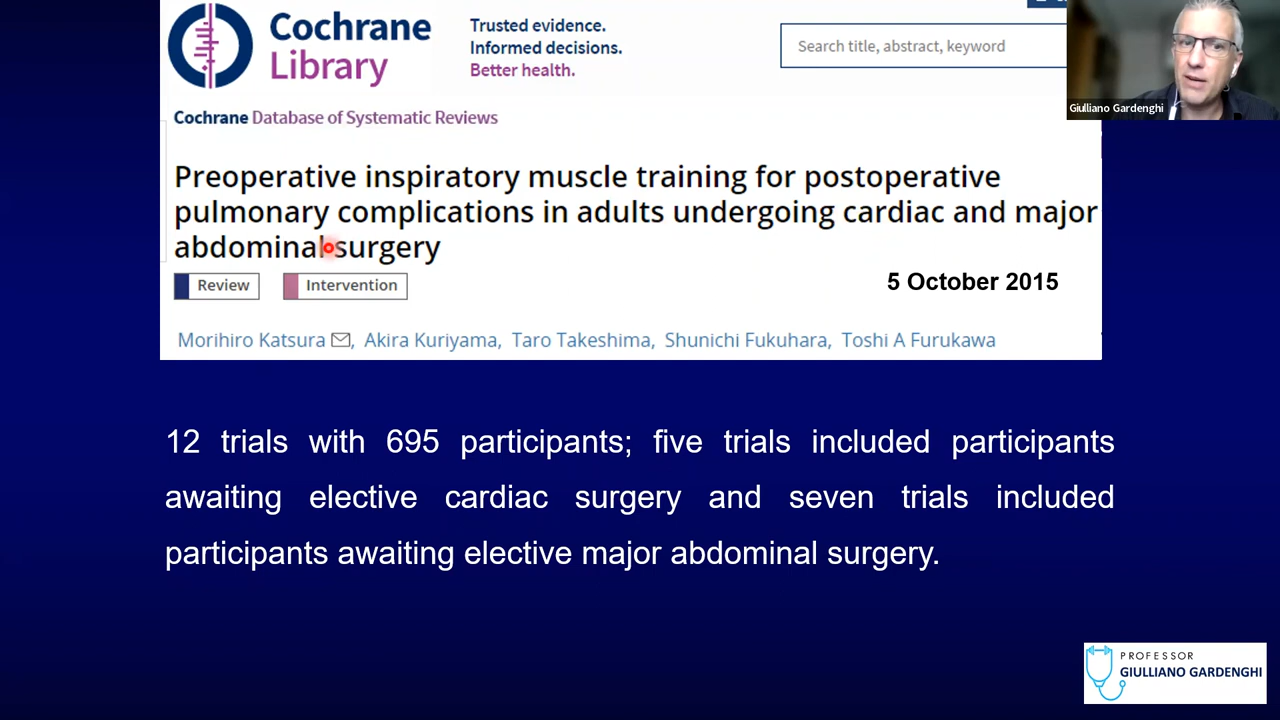 Cochrane
Library
Trusted evidence.
Informed decisions.
Better health.
Search title, abstract, keyword
Giulliano Gardenghi
Cochrane Database of Systematic Reviews
Preoperative inspiratory muscle training for postoperative
pulmonary complications in adults undergoing cardiac and major
abdominal surgery
Review
Intervention
5 October 2015
Morihiro Katsura, Akira Kuriyama, Taro Takeshima, Shunichi Fukuhara, Toshi A Furukawa
12 trials with 695 participants; five trials included participants
awaiting elective cardiac surgery and seven trials included
participants awaiting elective major abdominal surgery.
PROFESSOR
GIULLIANO GARDENGHI